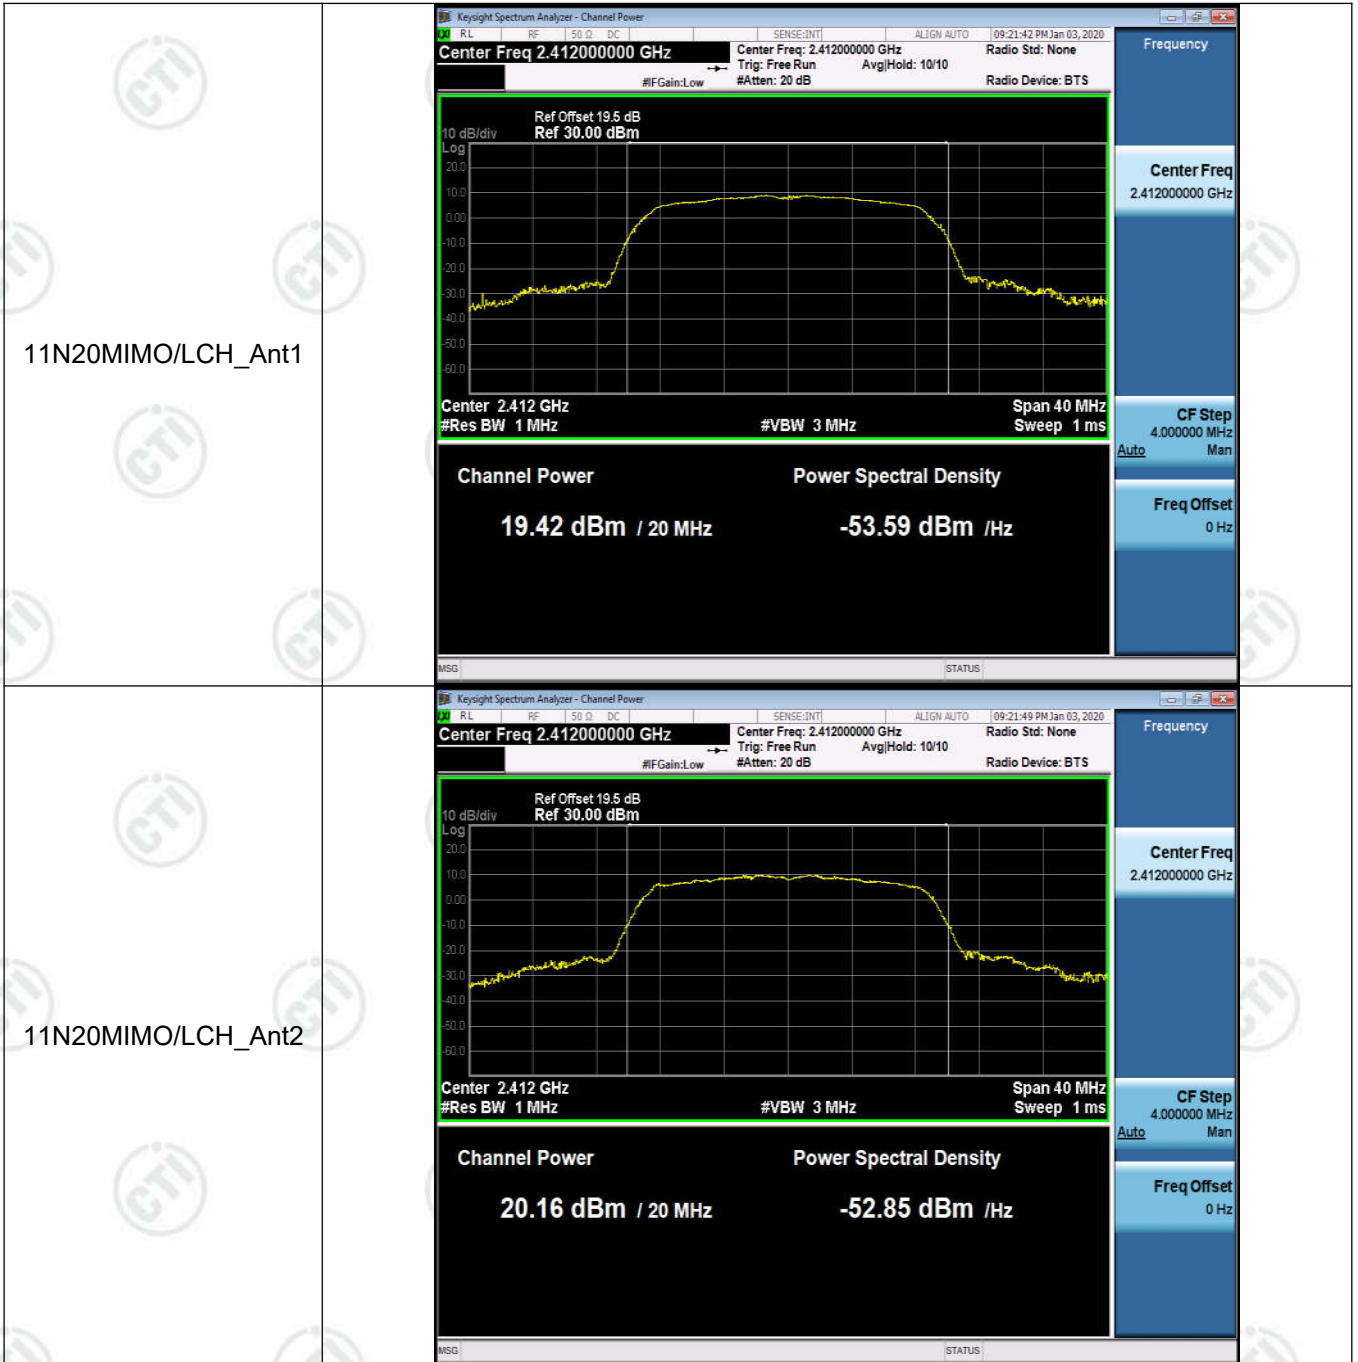 11N20MIMO/LCH_Ant1
Keysight Spectrum Analyzer - Channel Power
RL RF 50 Ω DC SENSE:INT ALIGN AUTO 09:21:42 PM Jan 03, 2020
Center Freq 2.412000000 GHz
Center Freq: 2.412000000 GHz
Radio Std: None
Trig: Free Run Avg|Hold: 10/10
#IFGain:Low
#Atten: 20 dB
Radio Device: BTS
Ref Offset 19.5 dB
10 dB/div Ref 30.00 dBm
Log
20.0
10.0
0.00
-10.0
-20.0
-30.0
-40.0
-50.0
-60.0
Center 2.412 GHz Span 40 MHz
#Res BW 1 MHz #VBW 3 MHz Sweep 1 ms
Channel Power Power Spectral Density
19.42 dBm / 20 MHz -53.59 dBm /Hz
MSG STATUS
Frequency
Center Freq
2.412000000 GHz
CF Step
4.000000 MHz
Auto Man
Freq Offset
0 Hz
11N20MIMO/LCH_Ant2
Keysight Spectrum Analyzer - Channel Power
RL RF 50 Ω DC SENSE:INT ALIGN AUTO 09:21:49 PM Jan 03, 2020
Center Freq 2.412000000 GHz
Center Freq: 2.412000000 GHz
Radio Std: None
Trig: Free Run Avg|Hold: 10/10
#IFGain:Low
#Atten: 20 dB
Radio Device: BTS
Ref Offset 19.5 dB
10 dB/div Ref 30.00 dBm
Log
20.0
10.0
0.00
-10.0
-20.0
-30.0
-40.0
-50.0
-60.0
Center 2.412 GHz Span 40 MHz
#Res BW 1 MHz #VBW 3 MHz Sweep 1 ms
Channel Power Power Spectral Density
20.16 dBm / 20 MHz -52.85 dBm /Hz
MSG STATUS
Frequency
Center Freq
2.412000000 GHz
CF Step
4.000000 MHz
Auto Man
Freq Offset
0 Hz
CTI
CTI
CTI
CTI
CTI
CTI
CTI